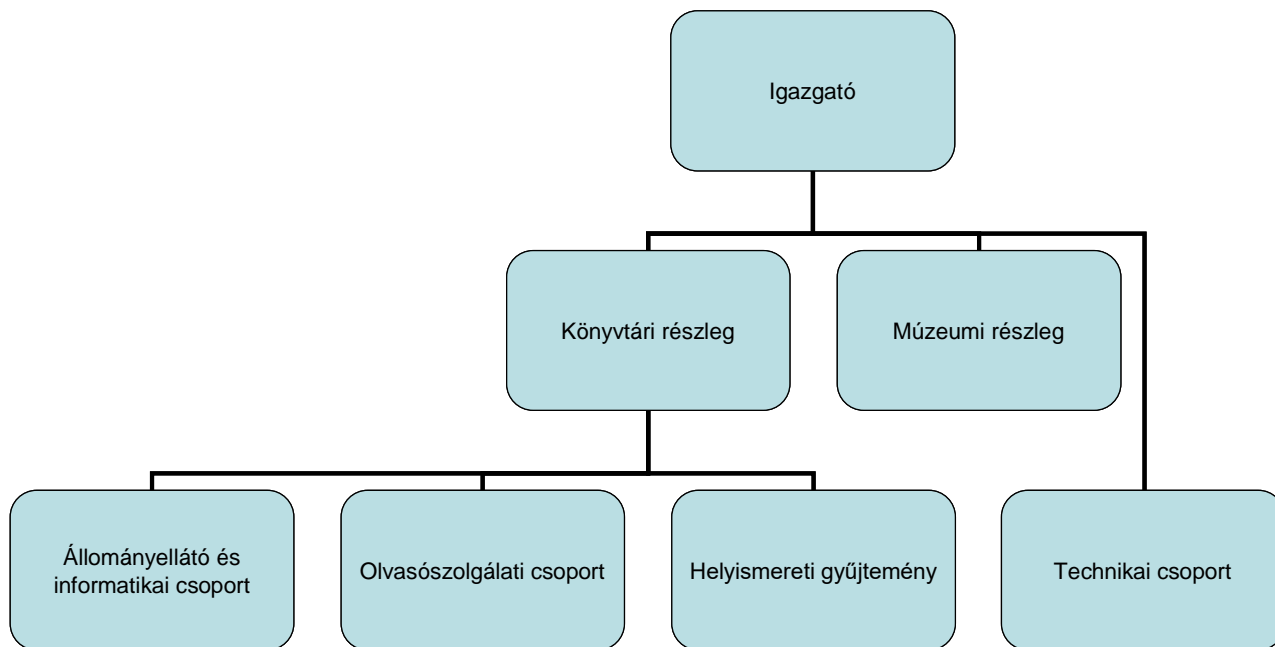 Igazgató
Könyvtári részleg
Múzeumi részleg
Állományellátó és
informatikai csoport
Olvasószolgálati csoport
Helyismereti gyűjtemény
Technikai csoport